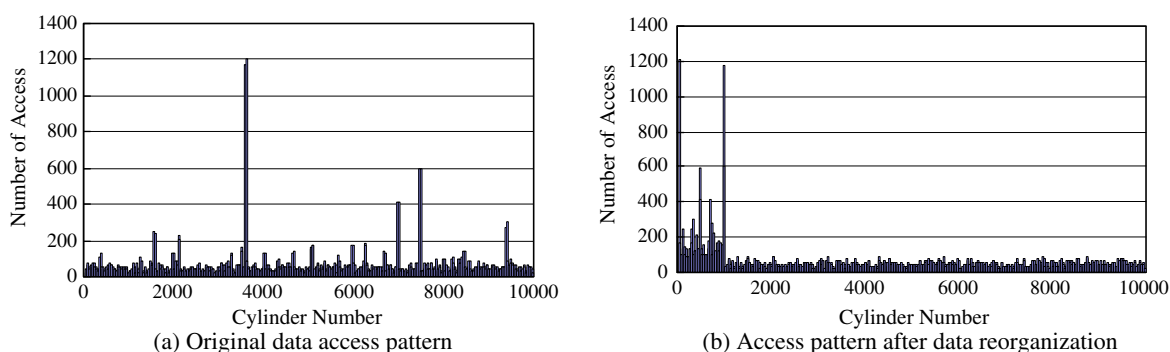 1400
1200
1000
800
600
400
200
0
Number of Access
0 2000 4000 6000 8000 10000
Cylinder Number
(a) Original data access pattern
1400
1200
1000
800
600
400
200
0
Number of Access
0 2000 4000 6000 8000 10000
Cylinder Number
(b) Access pattern after data reorganization